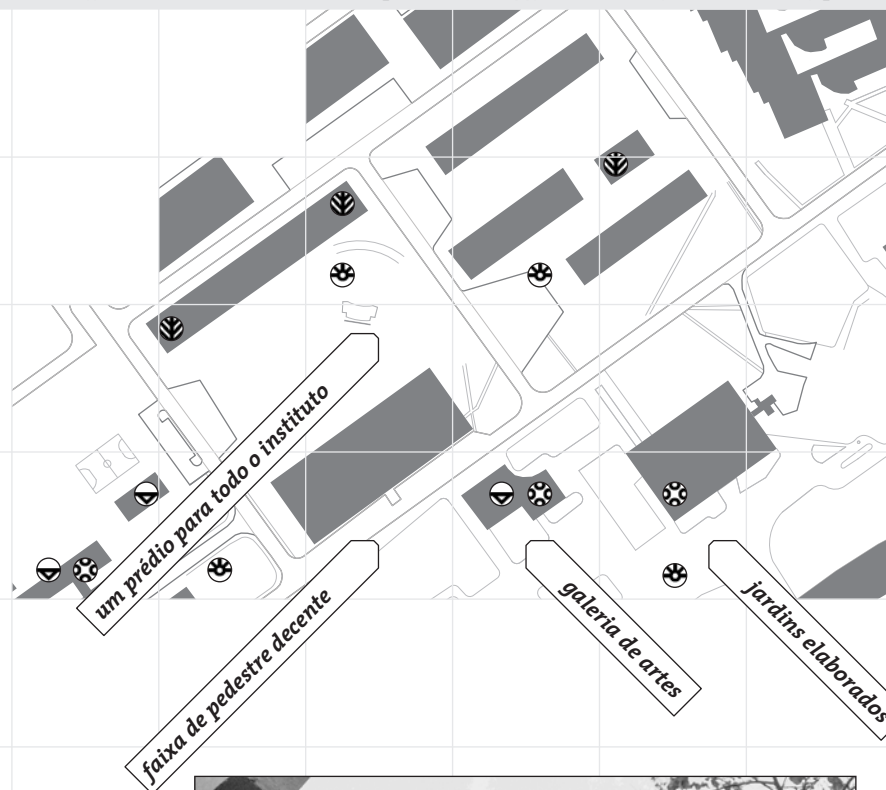 um prédio para todo o instituto
faixa de pedestre decente
galeria de artes
jardins elaborados